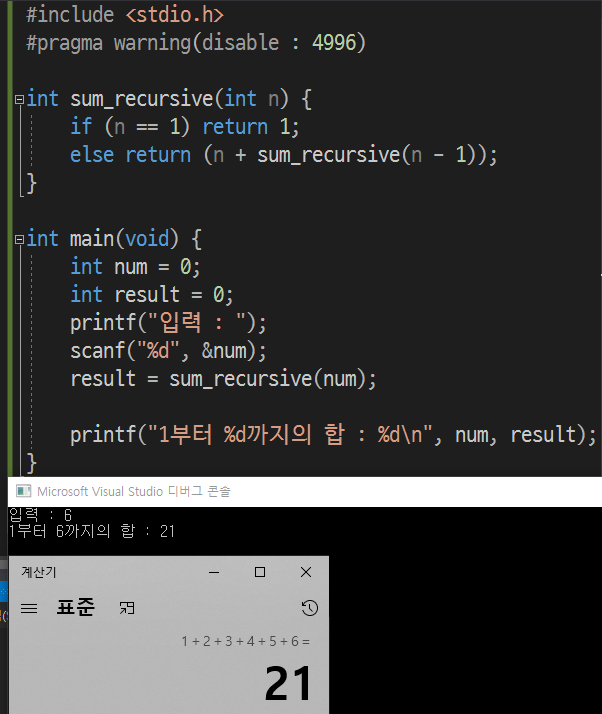 #include <stdio.h>
#pragma warning(disable : 4996)
int sum_recursive(int n) {
if (n == 1) return 1;
else return (n + sum_recursive(n - 1));
}
int main(void) {
int num = 0;
int result = 0;
printf("입력 : ");
scanf("%d", &num);
result = sum_recursive(num);
printf("1부터 %d까지의 합 : %d\n", num, result);
}
Microsoft Visual Studio 디버그 콘솔
입력 : 6
1부터 6까지의 합 : 21
계산기
표준
1 + 2 + 3 + 4 + 5 + 6 =
21